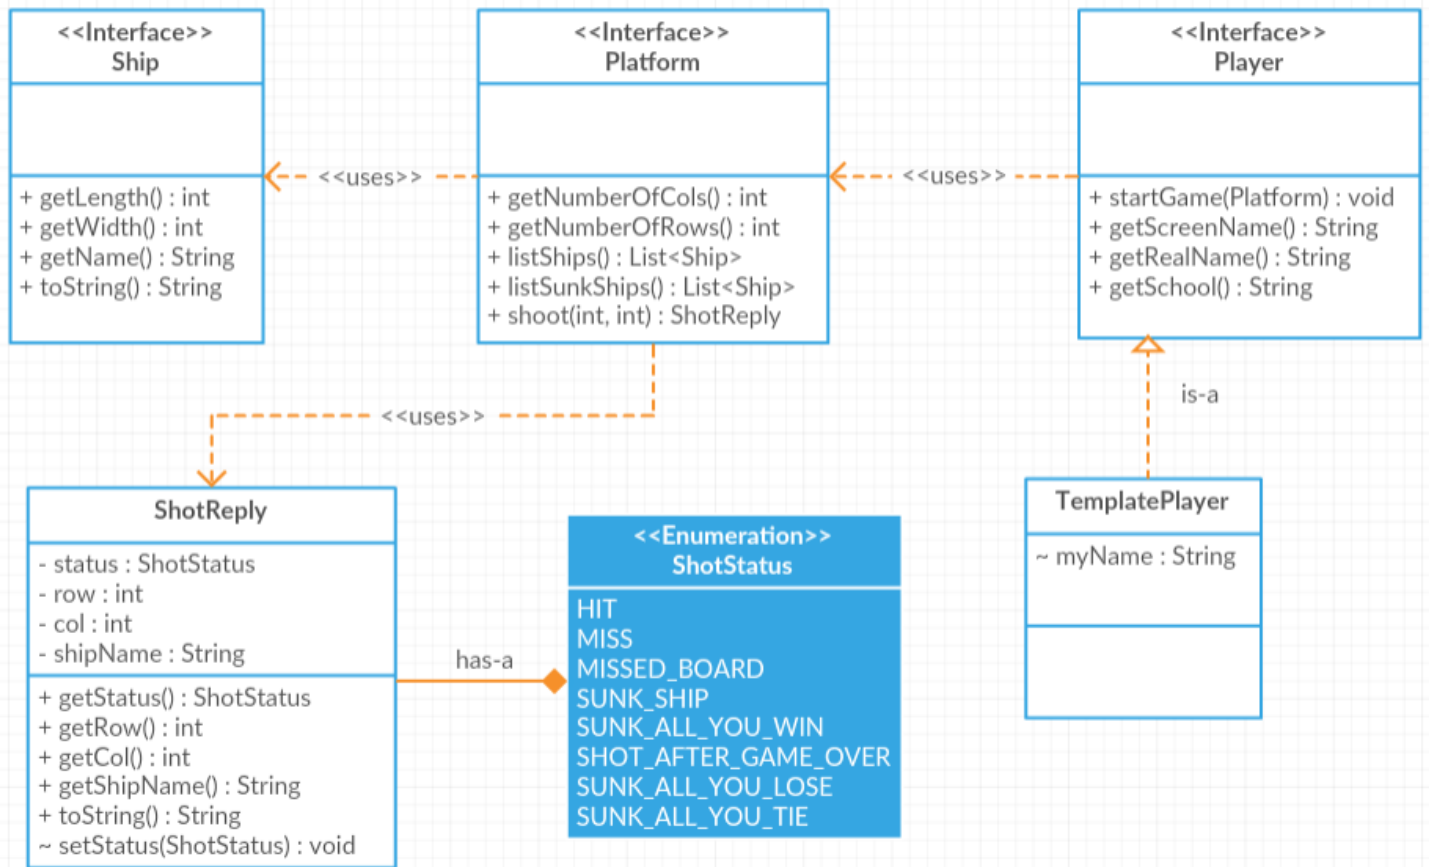 <<Interface>>
Ship
+ getLength() : int
+ getWidth() : int
+ getName() : String
+ toString() : String
<<uses>>
<<Interface>>
Platform
+ getNumberOfCols() : int
+ getNumberOfRows() : int
+ listShips() : List<Ship>
+ listSunkShips() : List<Ship>
+ shoot(int, int) : ShotReply
<<uses>>
<<Interface>>
Player
+ startGame(Platform) : void
+ getScreenName() : String
+ getRealName() : String
+ getSchool() : String
<<uses>>
is-a
ShotReply
- status : ShotStatus
- row : int
- col : int
- shipName : String
+ getStatus() : ShotStatus
+ getRow() : int
+ getCol() : int
+ getShipName() : String
+ toString() : String
~ setStatus(ShotStatus) : void
has-a
<<Enumeration>>
ShotStatus
HIT
MISS
MISSED_BOARD
SUNK_SHIP
SUNK_ALL_YOU_WIN
SHOT_AFTER_GAME_OVER
SUNK_ALL_YOU_LOSE
SUNK_ALL_YOU_TIE
TemplatePlayer
~ myName : String